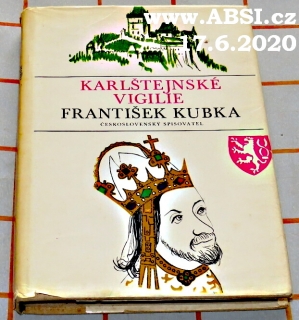 www.ABSI.cz
17.6.2020
KARLŠTEJNSKÉ
VIGILIE
FRANTIŠEK KUBKA
ČESKOSLOVENSKÝ SPISOVATEL